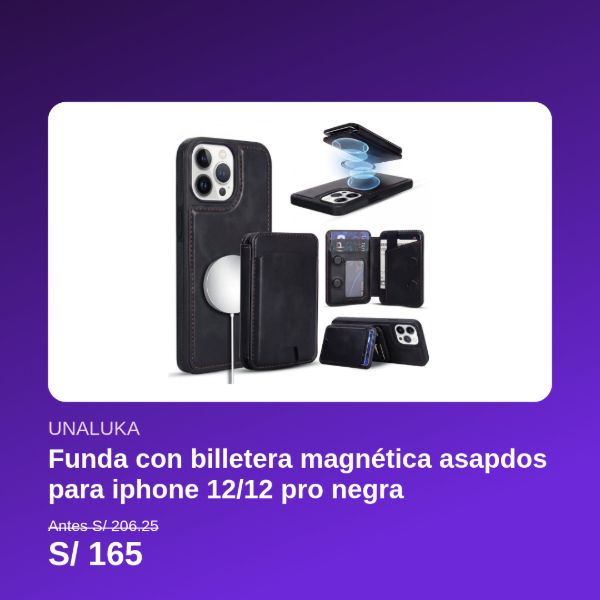 UNALUKA
Funda con billetera magnética asapdos
para iphone 12/12 pro negra
Antes S/ 206.25
S/ 165